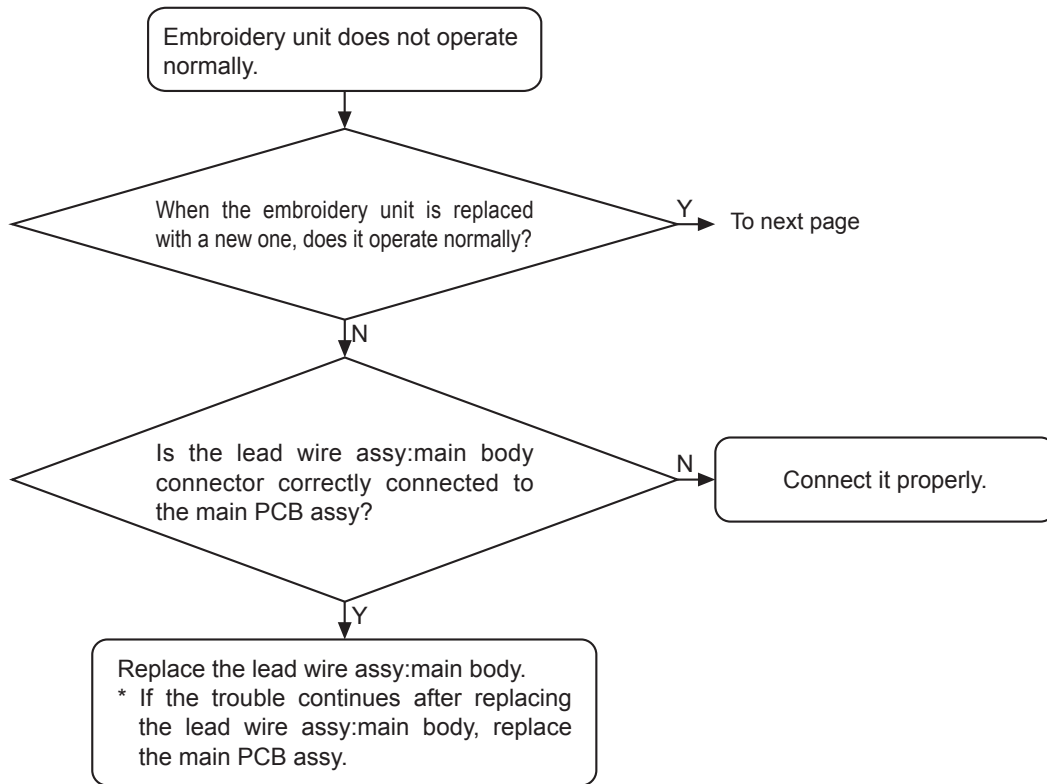 Embroidery unit does not operate
normally.
When the embroidery unit is replaced
with a new one, does it operate normally?
Y
To next page
N
Is the lead wire assy:main body
connector correctly connected to
the main PCB assy?
N
Connect it properly.
Y
Replace the lead wire assy:main body.
* If the trouble continues after replacing
the lead wire assy:main body, replace
the main PCB assy.